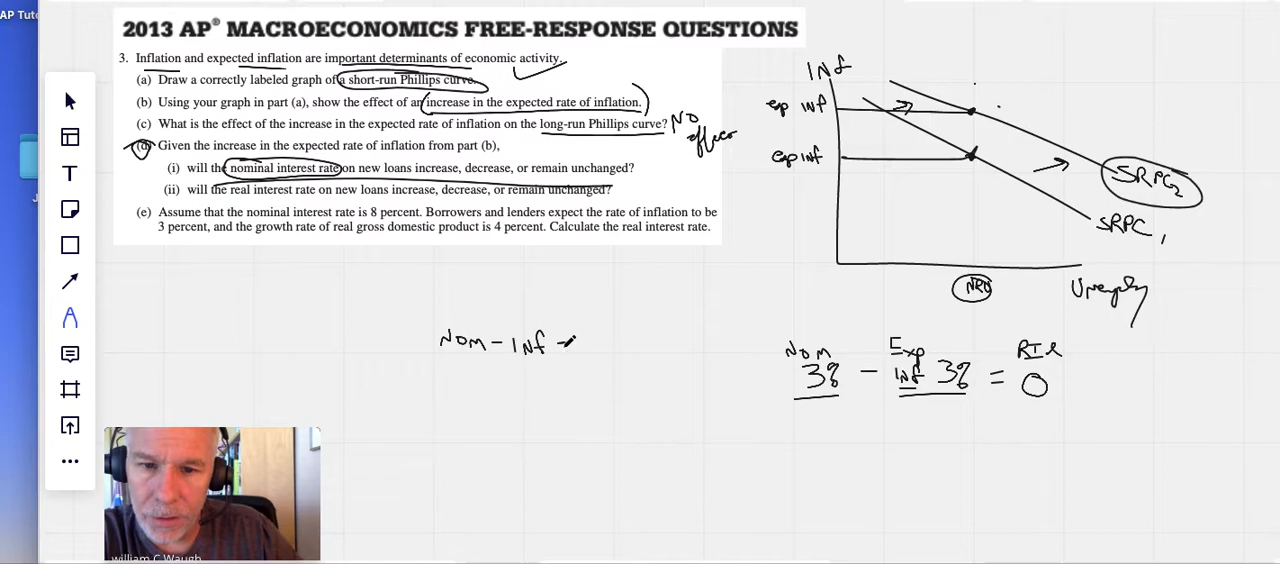 AP Tuto
2013 AP® MACROECONOMICS FREE-RESPONSE QUESTIONS
3. Inflation and expected inflation are important determinants of economic activity.
(a) Draw a correctly labeled graph of a short-run Phillips curve.
(b) Using your graph in part (a), show the effect of an increase in the expected rate of inflation.
(c) What is the effect of the increase in the expected rate of inflation on the long-run Phillips curve?
NO
(d) Given the increase in the expected rate of inflation from part (b),
(i) will the nominal interest rate on new loans increase, decrease, or remain unchanged?
(ii) will the real interest rate on new loans increase, decrease, or remain unchanged?
(e) Assume that the nominal interest rate is 8 percent. Borrowers and lenders expect the rate of inflation to be
3 percent, and the growth rate of real gross domestic product is 4 percent. Calculate the real interest rate.
INf
exp INf
exp inf
SRPC2
SRPC1
NRU
T
A
J
NOM - INf
NOM Exp RIR
3% - INf 3% = 0
william C Waugh